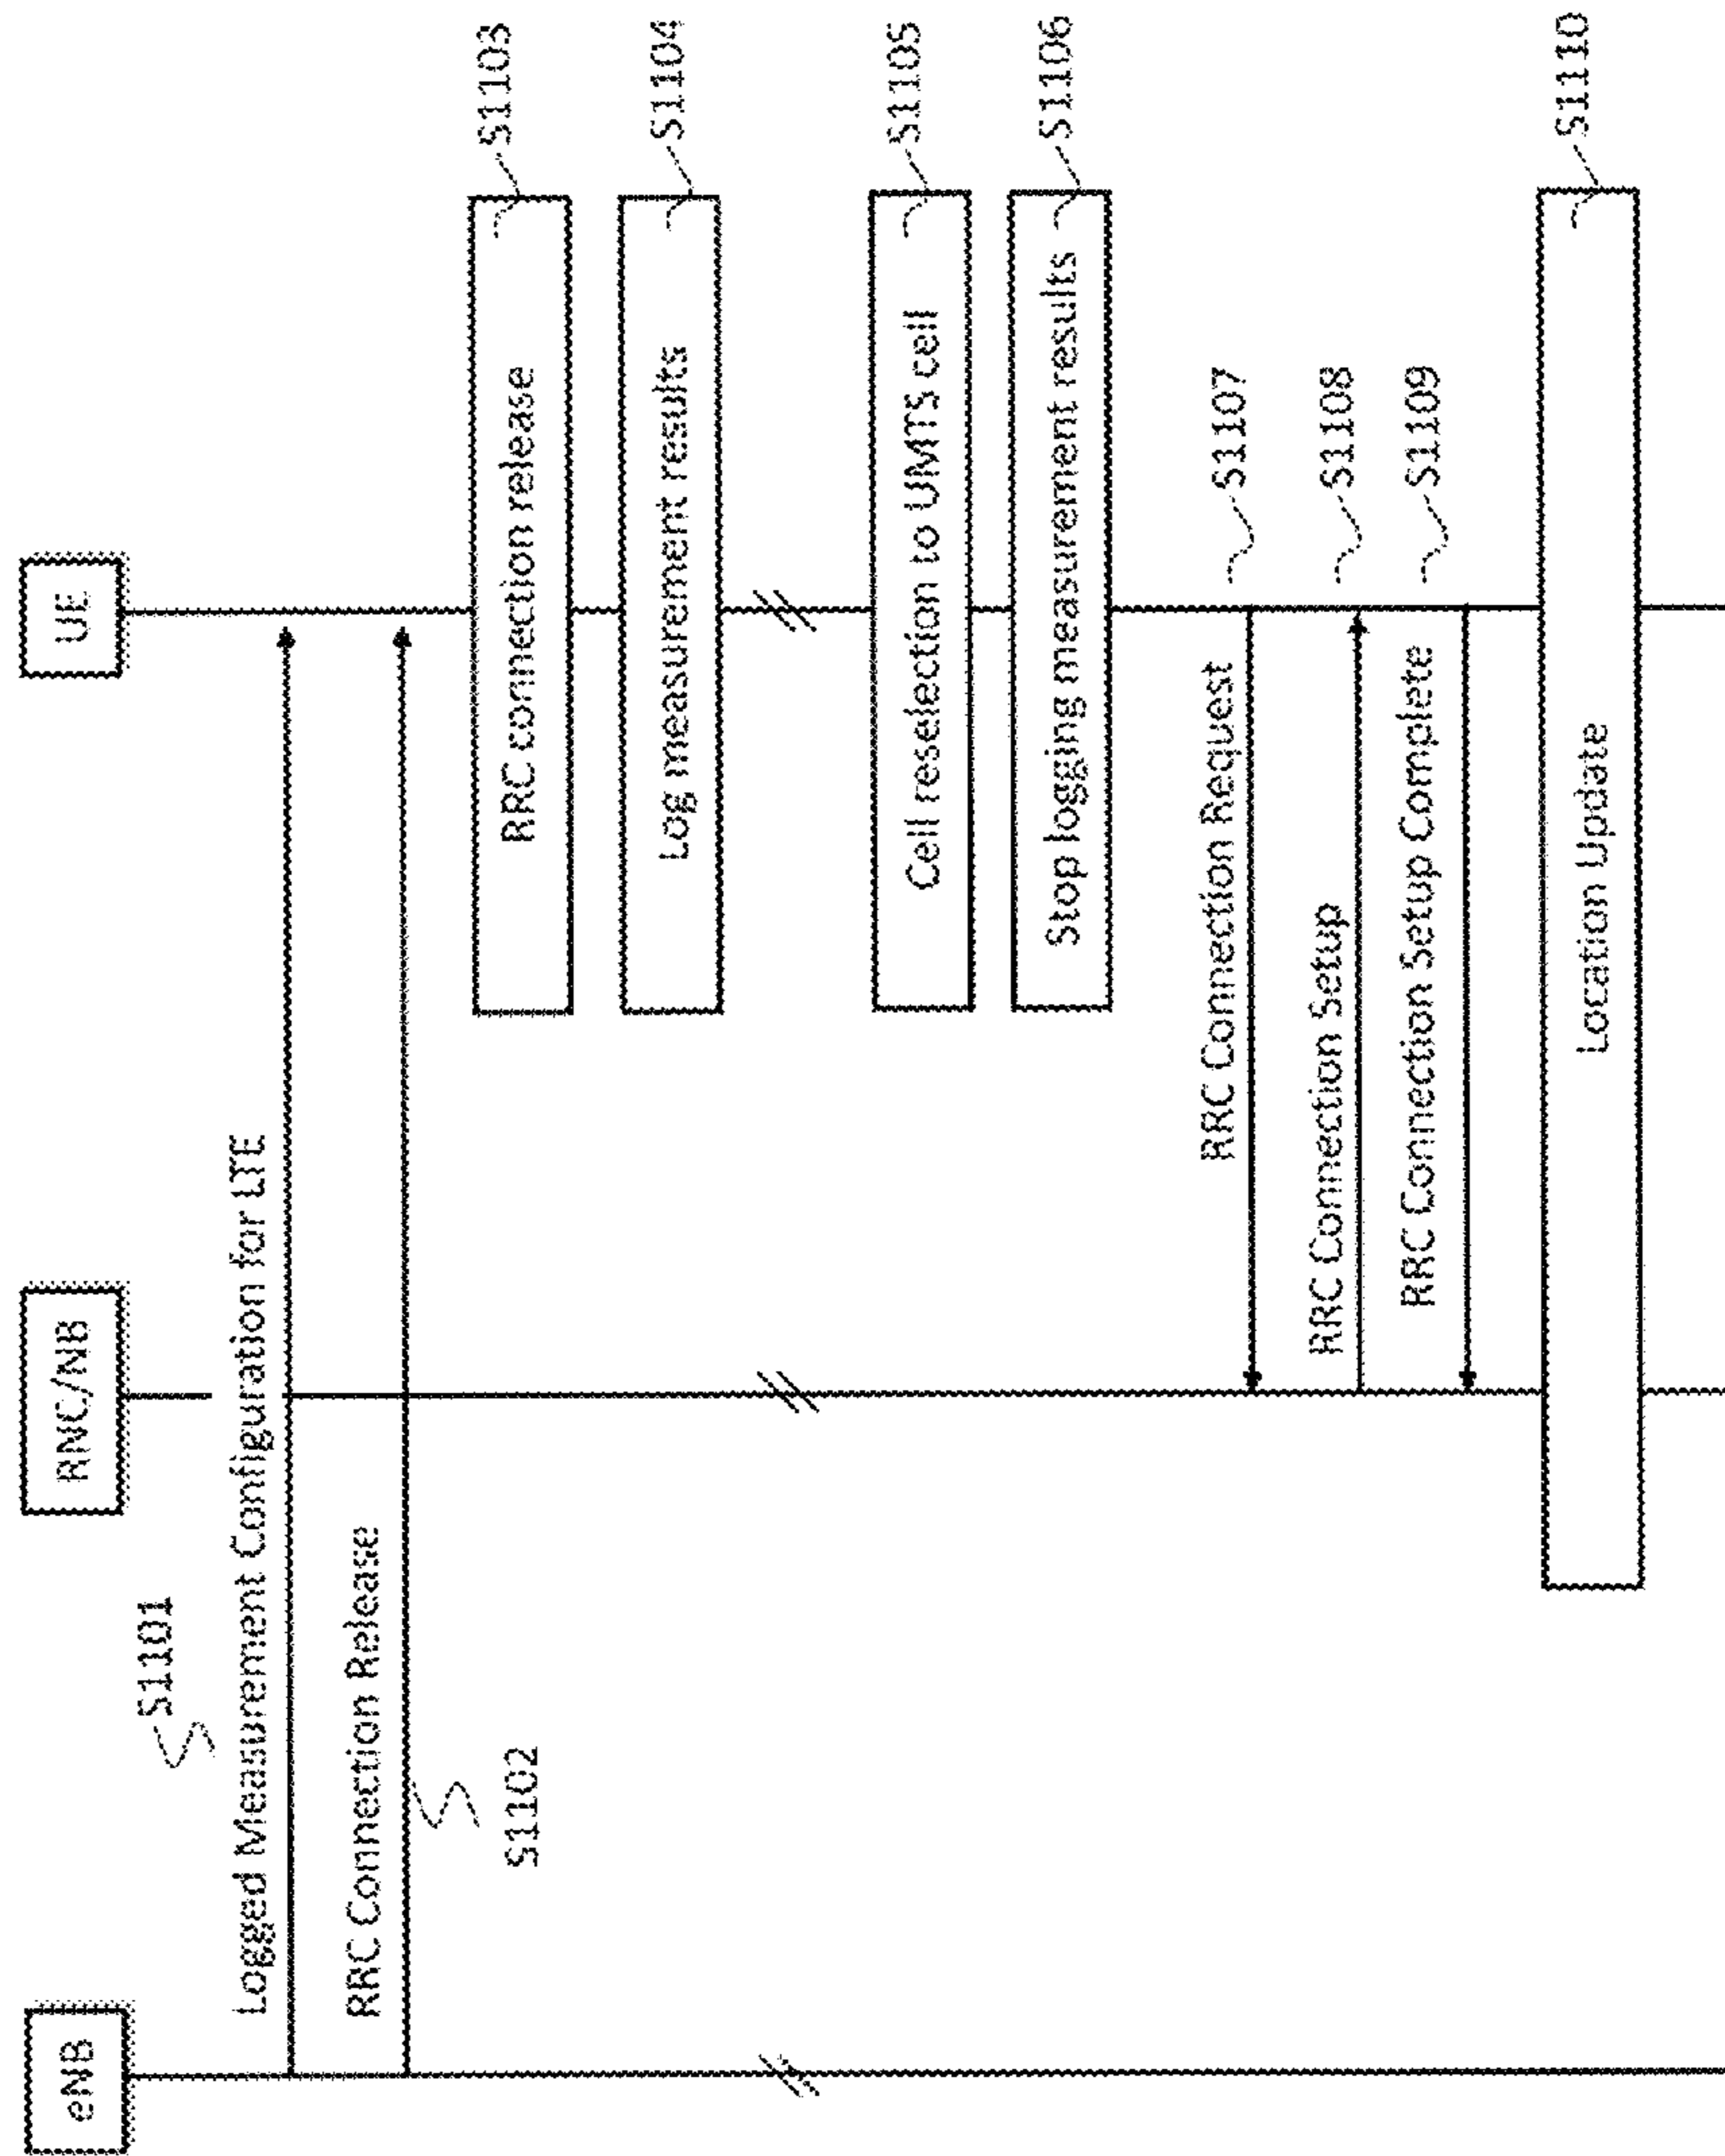 eNB
RNC/NB
UE
S1101
Logged Measurement Configuration for LTE
RRC Connection Release
S1102
RRC connection release
S1103
Log measurement results
S1104
Cell reselection to UMTS cell
S1105
Stop logging measurement results
S1106
RRC Connection Request
S1107
RRC Connection Setup
S1108
RRC Connection Setup Complete
S1109
Location Update
S1110